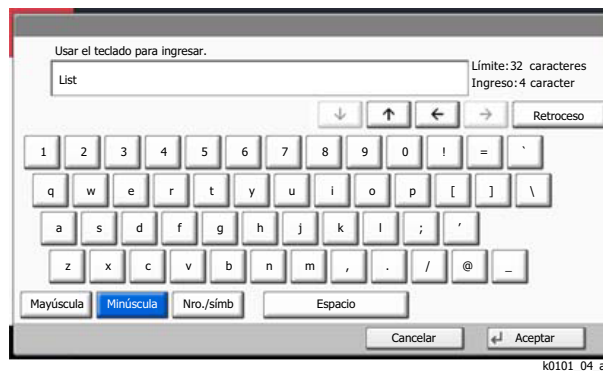 Usar el teclado para ingresar.
List
Límite:32 caracteres
Ingreso:4 caracter
↓ ↑ ← → Retroceso
1 2 3 4 5 6 7 8 9 0 ! = `
q w e r t y u i o p [ ] \
a s d f g h j k l ; ’
z x c v b n m , . / @ _
Mayúscula Minúscula Nro./símb Espacio
Cancelar Aceptar
k0101_04_a